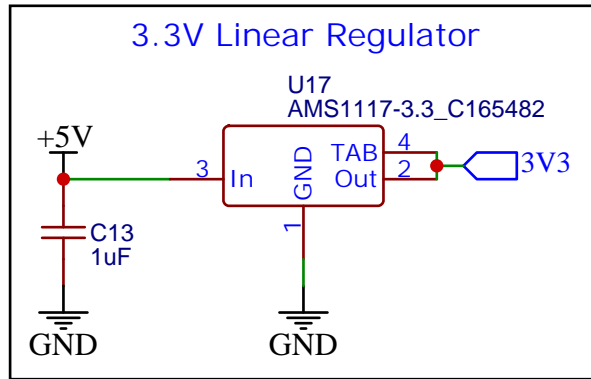 3.3V Linear Regulator
U17
AMS1117-3.3_C165482
+5V
3
In
GND
1
TAB
4
Out
2
3V3
C13
1uF
GND
GND